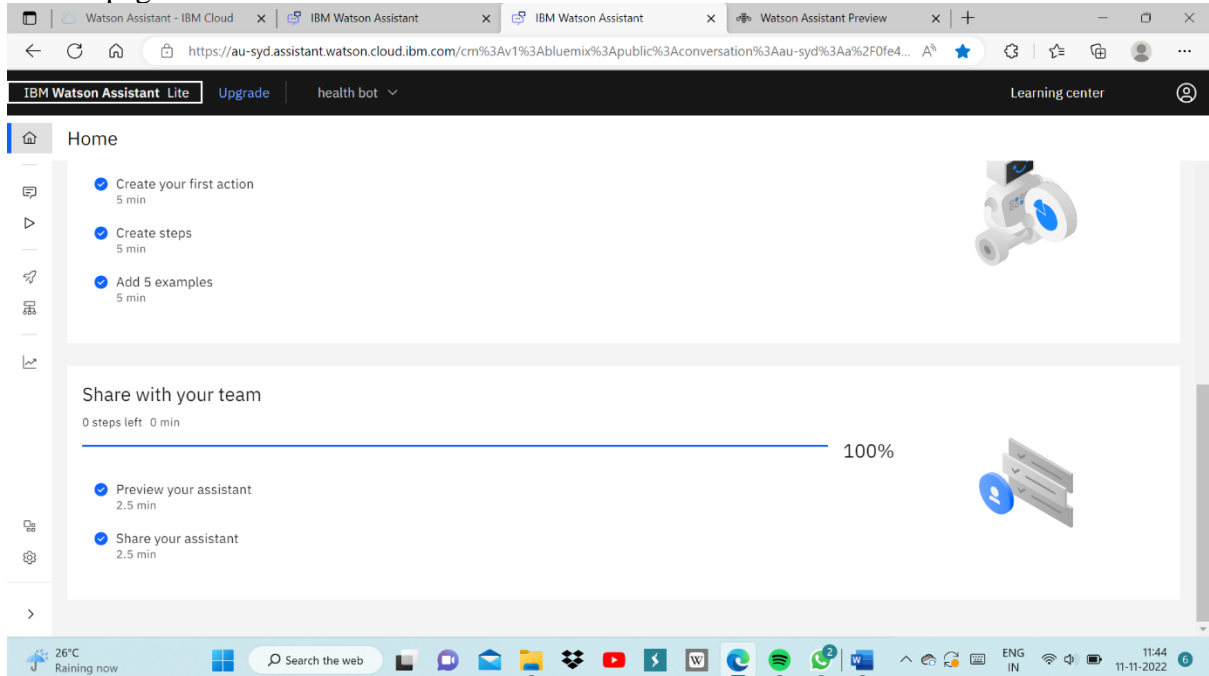 Watson Assistant - IBM Cloud
IBM Watson Assistant
IBM Watson Assistant
Watson Assistant Preview
https://au-syd.assistant.watson.cloud.ibm.com/crn%3Av1%3Abluemix%3Apublic%3Aconversation%3Aau-syd%3Aa%2F0fe4...
IBM Watson Assistant Lite Upgrade health bot Learning center
Home
Create your first action
5 min
Create steps
5 min
Add 5 examples
5 min
Share with your team
0 steps left 0 min
100%
Preview your assistant
2.5 min
Share your assistant
2.5 min
26°C
Raining now
Search the web
2
ENG
IN
11:44
11-11-2022
6